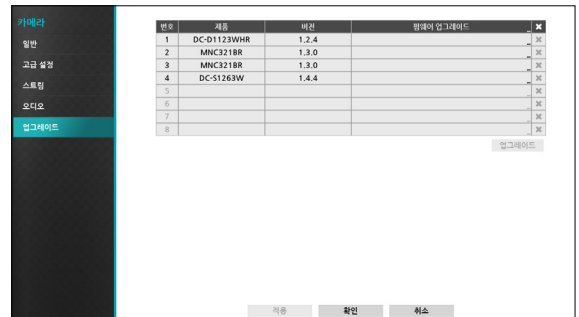 카메라
일반
고급 설정
스트림
오디오
업그레이드
번호 제품 버전 펌웨어 업그레이드
1 DC-D1123WHR 1.2.4
2 MNC321BR 1.3.0
3 MNC321BR 1.3.0
4 DC-S1263W 1.4.4
5
6
7
8
업그레이드
적용 확인 취소